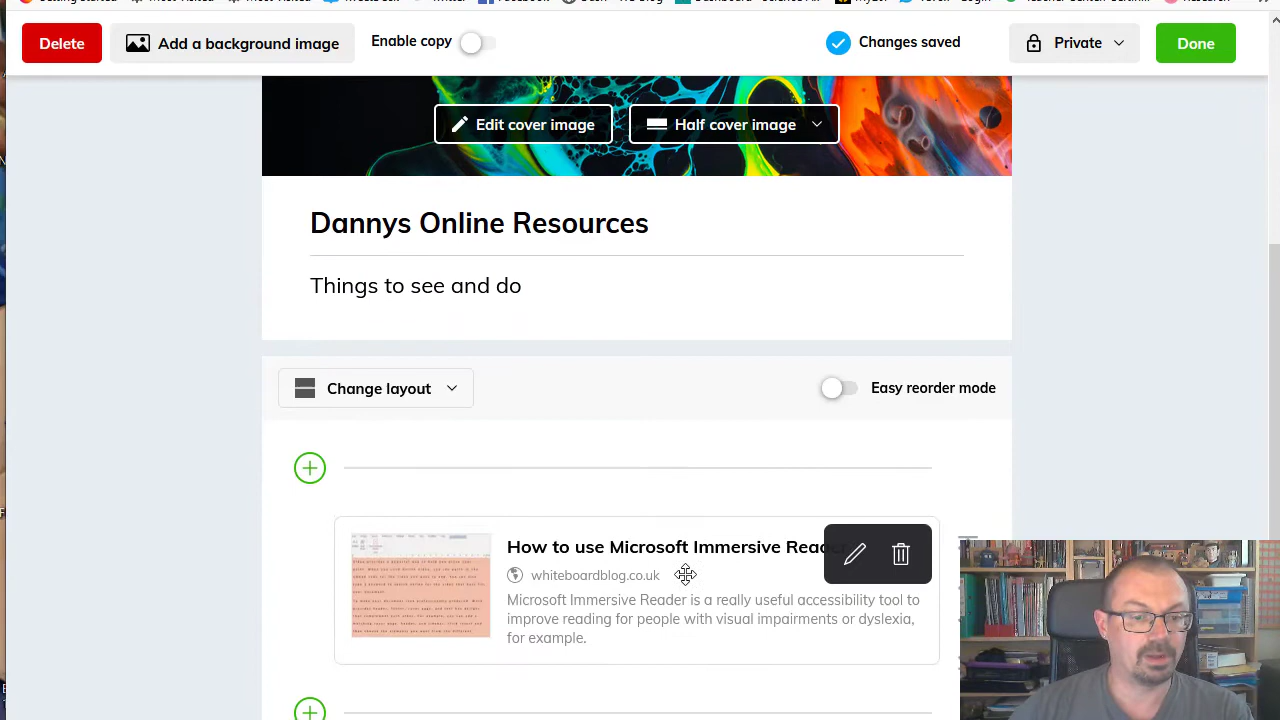 Delete
Add a background image
Enable copy
Changes saved
Private
Done
Edit cover image
Half cover image
Dannys Online Resources
Things to see and do
Change layout
Easy reorder mode
How to use Microsoft Immersive Reader
whiteboardblog.co.uk
Microsoft Immersive Reader is a really useful accessibility tool to
improve reading for people with visual impairments or dyslexia,
for example.